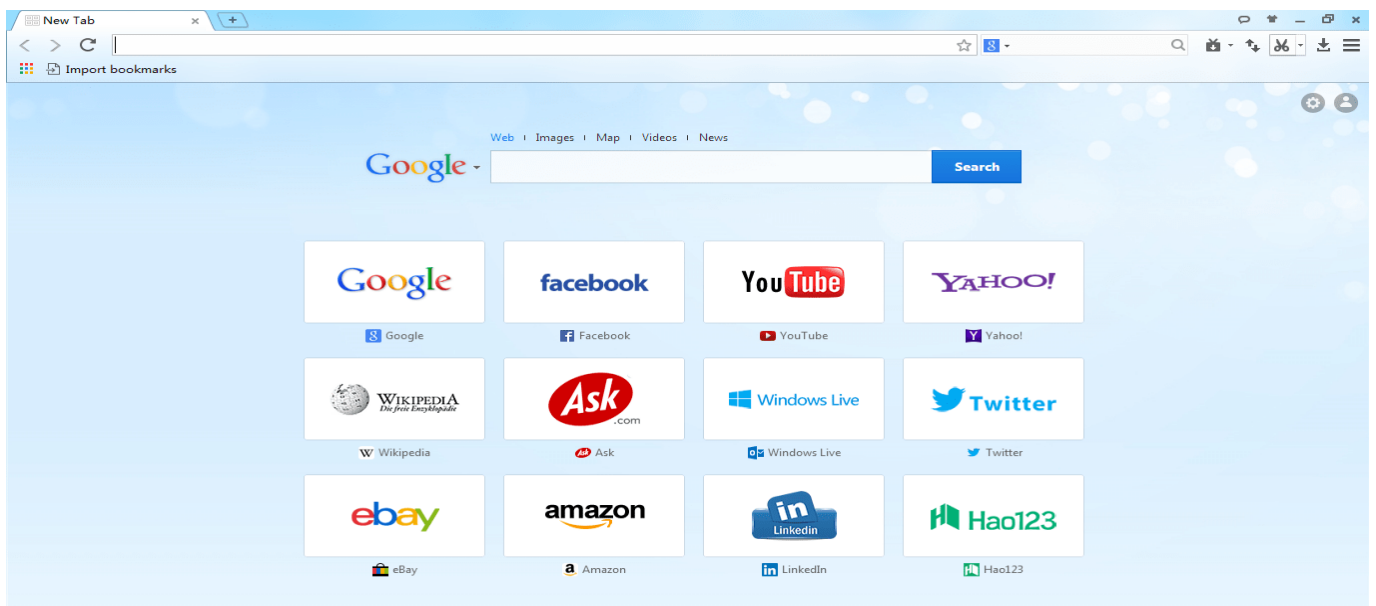 New Tab
Import bookmarks
Web Images Map Videos News
Google Search
Google facebook YouTube YAHOO!
Google Facebook YouTube Yahoo!
WIKIPEDIA Ask Windows Live Twitter
Die freie Enzyklopädie .com
Wikipedia Ask Windows Live Twitter
ebay amazon in Hao123
Linkedin
eBay Amazon LinkedIn Hao123